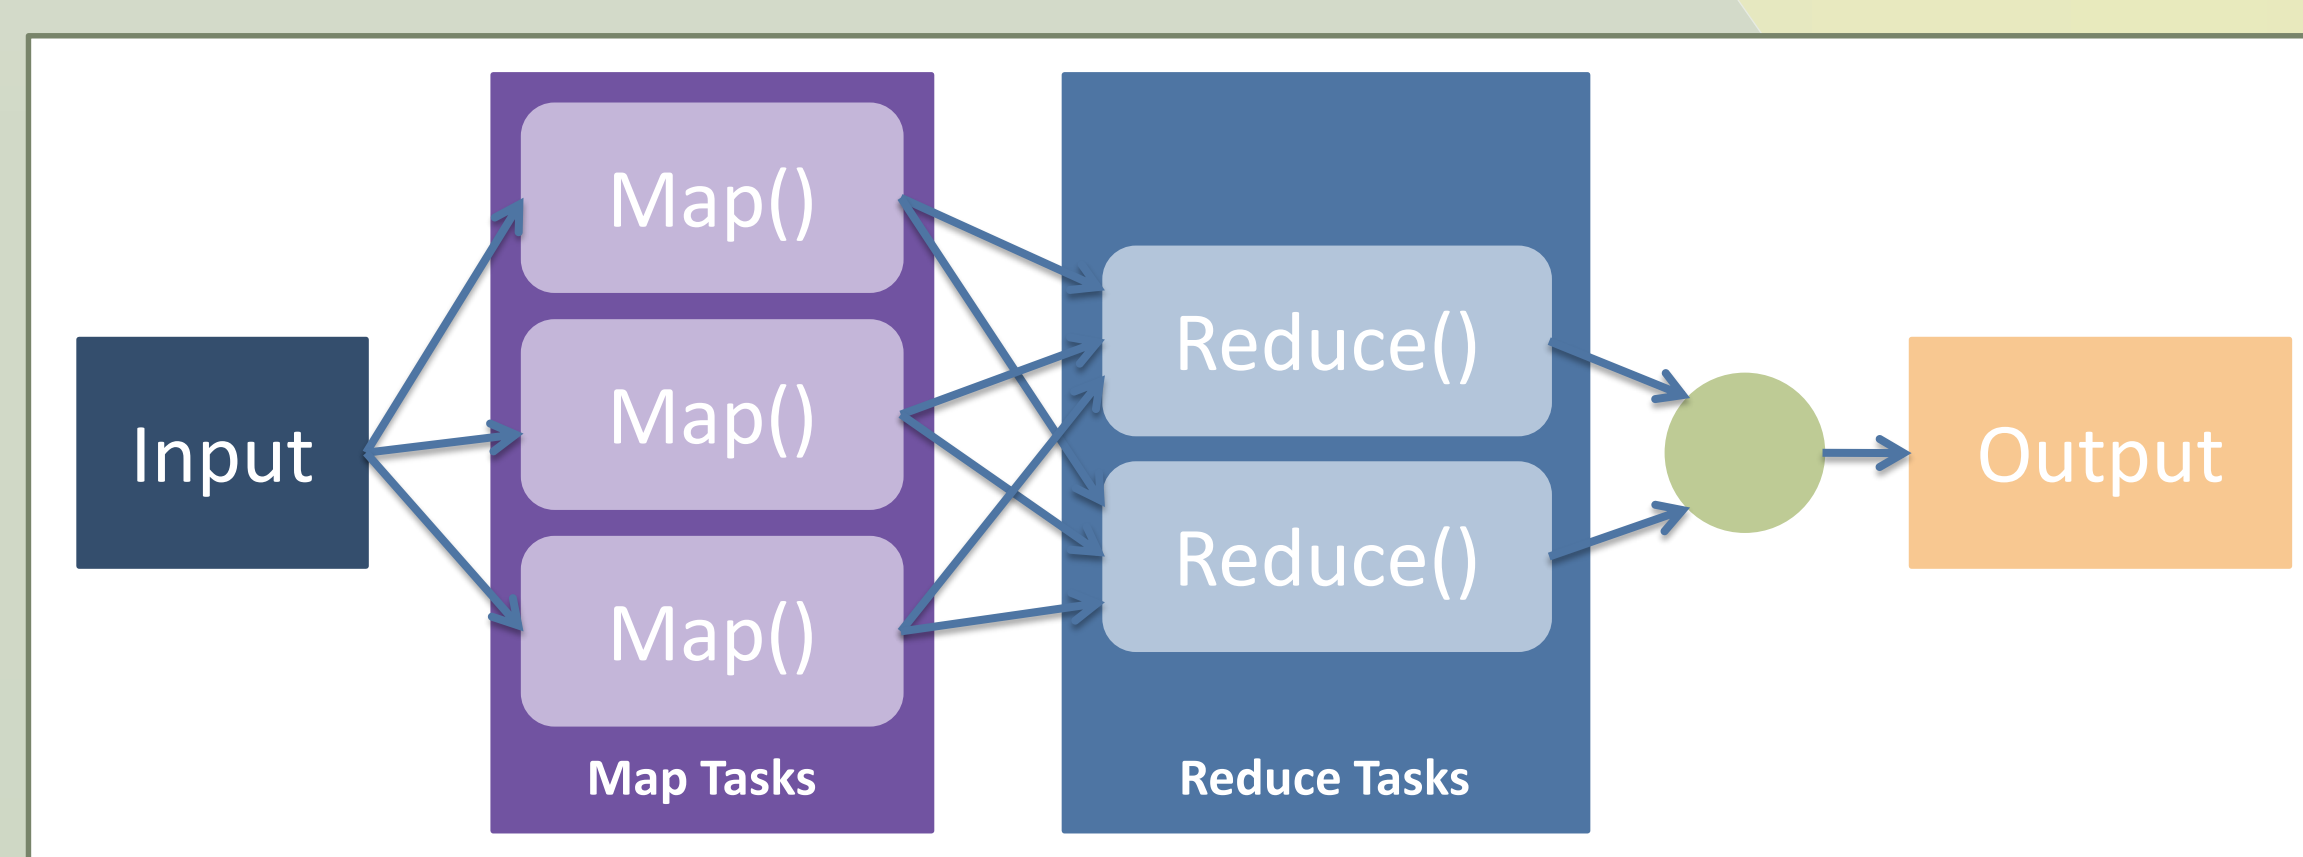 Input
Map()
Map()
Map()
Map Tasks
Reduce()
Reduce()
Reduce Tasks
Output